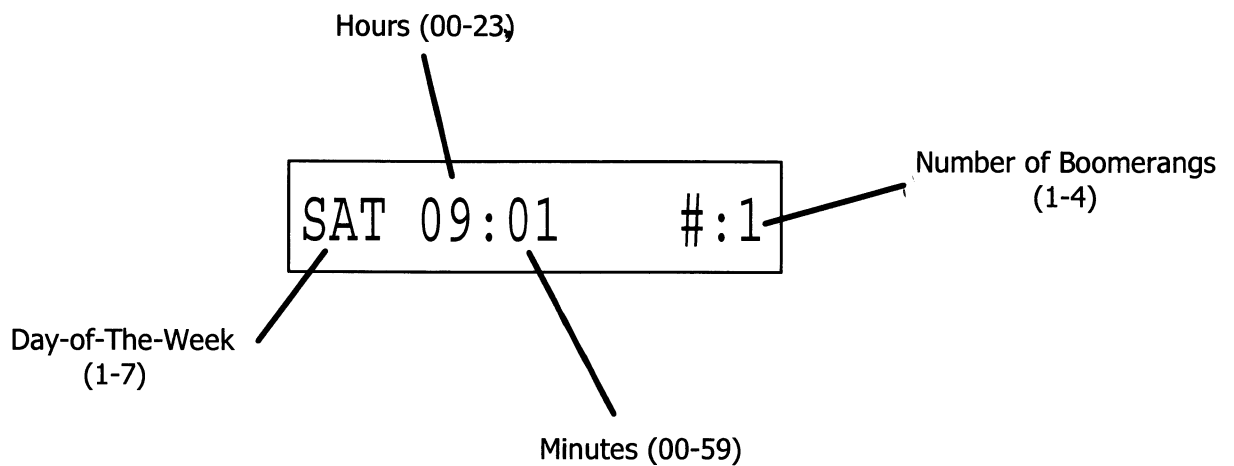 Hours (00-23)
Number of Boomerangs
(1-4)
SAT 09:01 #:1
Day-of-The-Week
(1-7)
Minutes (00-59)